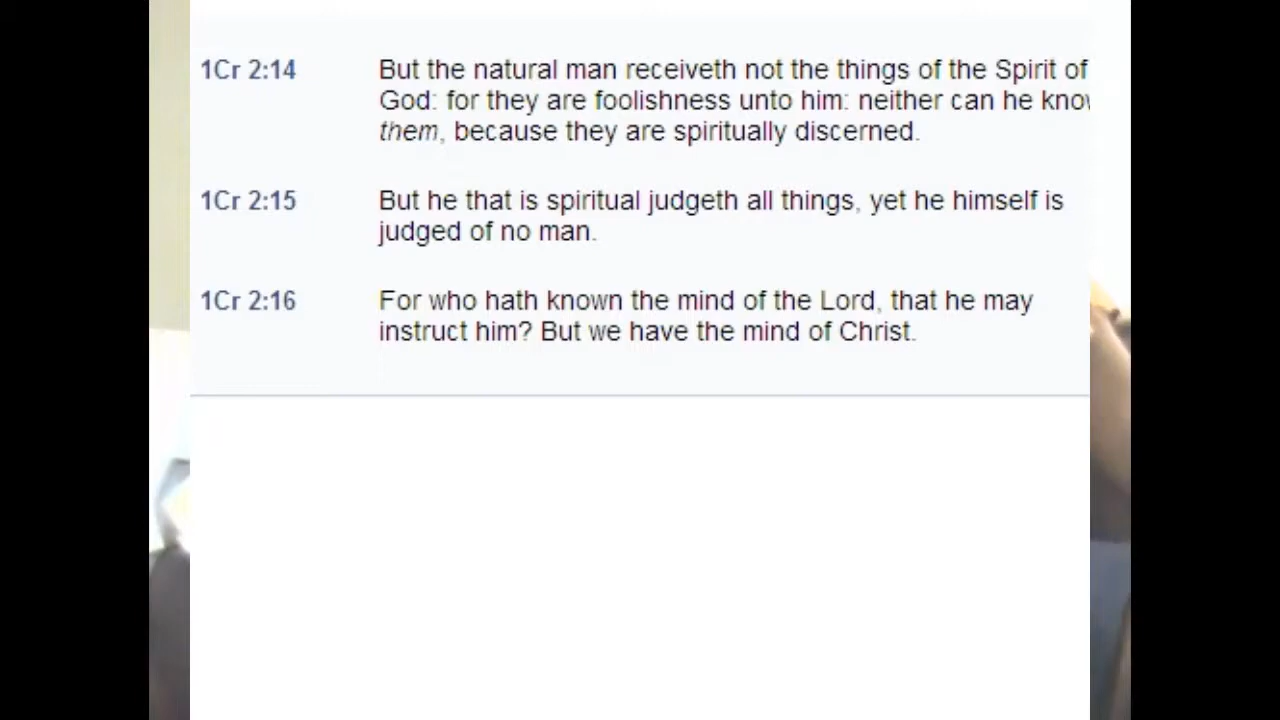 1Cr 2:14 But the natural man receiveth not the things of the Spirit of
God: for they are foolishness unto him: neither can he kno
them, because they are spiritually discerned.
1Cr 2:15 But he that is spiritual judgeth all things, yet he himself is
judged of no man.
1Cr 2:16 For who hath known the mind of the Lord, that he may
instruct him? But we have the mind of Christ.